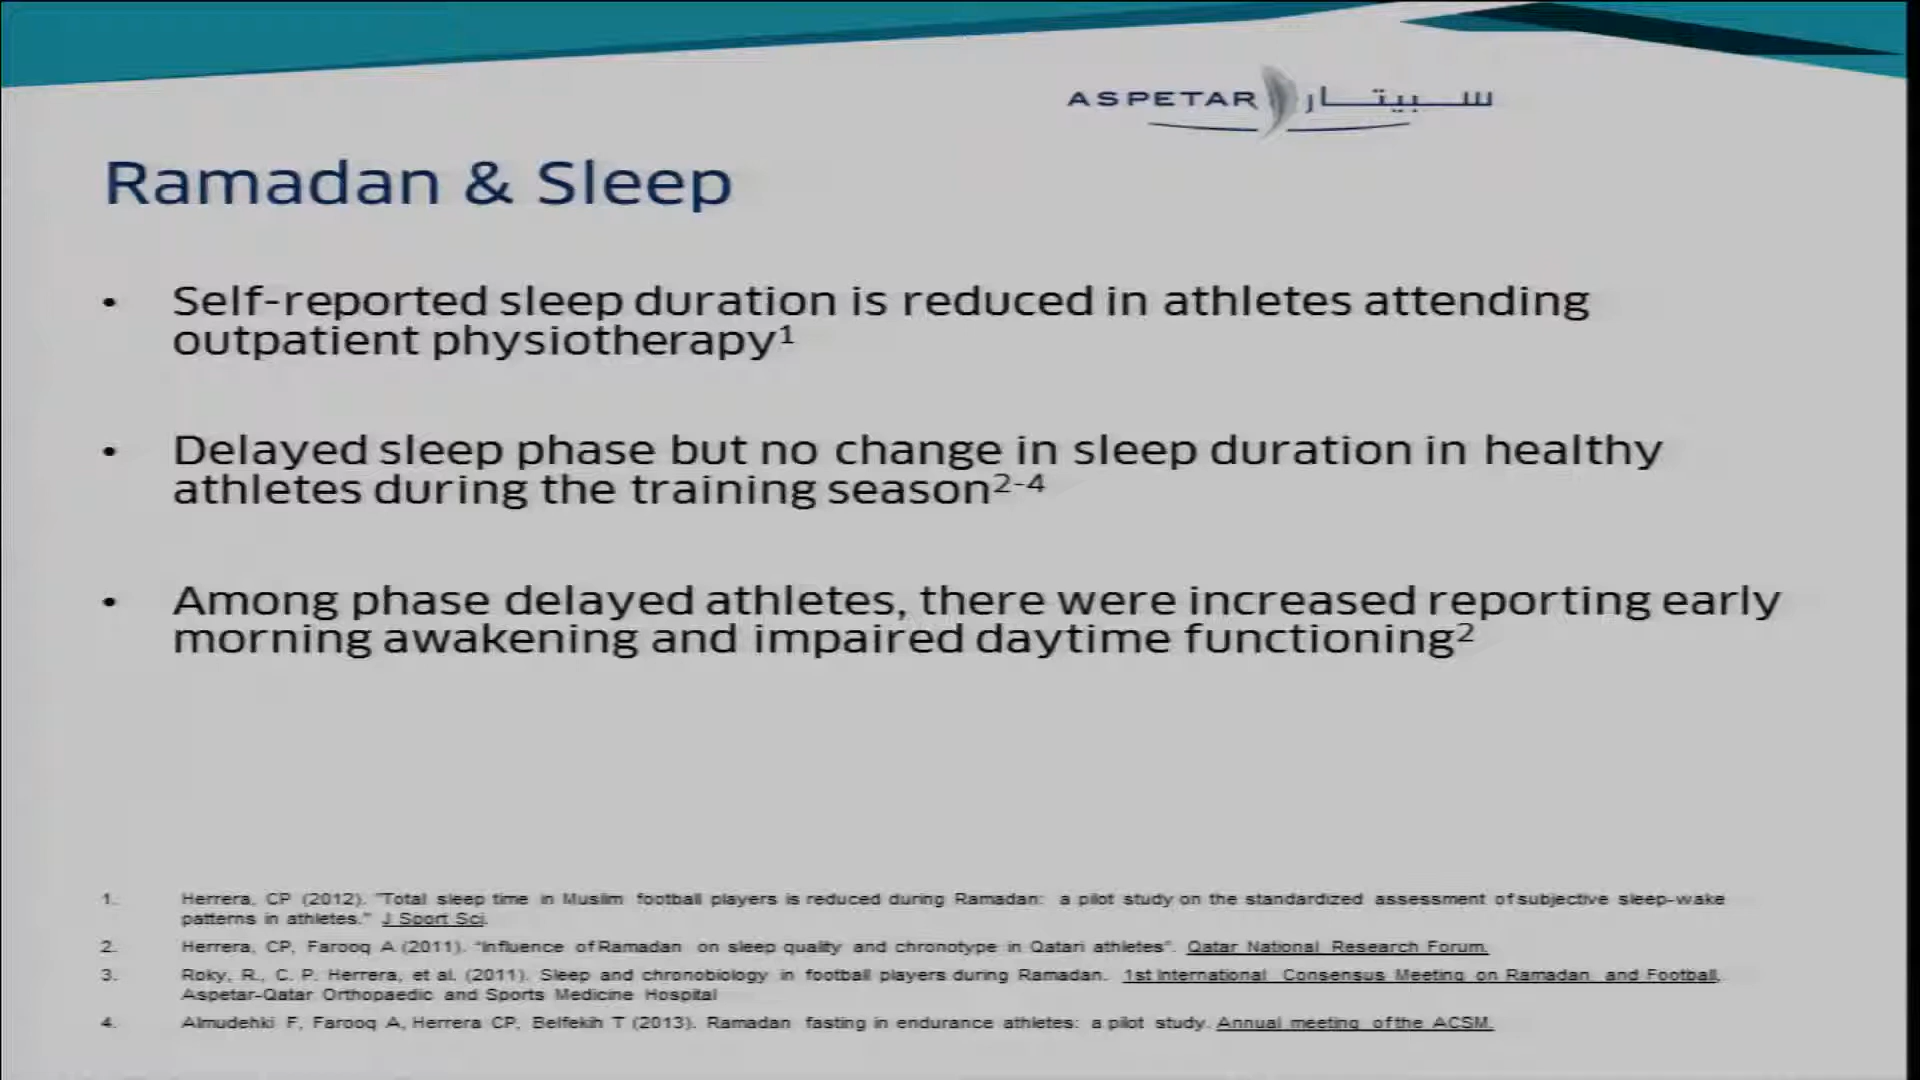 ASPETAR سبيتار
Ramadan & Sleep
• Self-reported sleep duration is reduced in athletes attending
outpatient physiotherapy¹
• Delayed sleep phase but no change in sleep duration in healthy
athletes during the training season²⁻⁴
• Among phase delayed athletes, there were increased reporting early
morning awakening and impaired daytime functioning²
1. Herrera, CP (2012). "Total sleep time in Muslim football players is reduced during Ramadan: a pilot study on the standardized assessment of subjective sleep-wake
patterns in athletes." J Sport Sci.
2. Herrera, CP, Farooq A (2011). "Influence of Ramadan on sleep quality and chronotype in Qatari athletes". Qatar National Research Forum.
3. Roky, R., C. P. Herrera, et al. (2011). Sleep and chronobiology in football players during Ramadan. 1st International Consensus Meeting on Ramadan and Football,
Aspetar-Qatar Orthopaedic and Sports Medicine Hospital
4. Almudehki F, Farooq A, Herrera CP, Belfekih T (2013). Ramadan fasting in endurance athletes: a pilot study. Annual meeting of the ACSM.